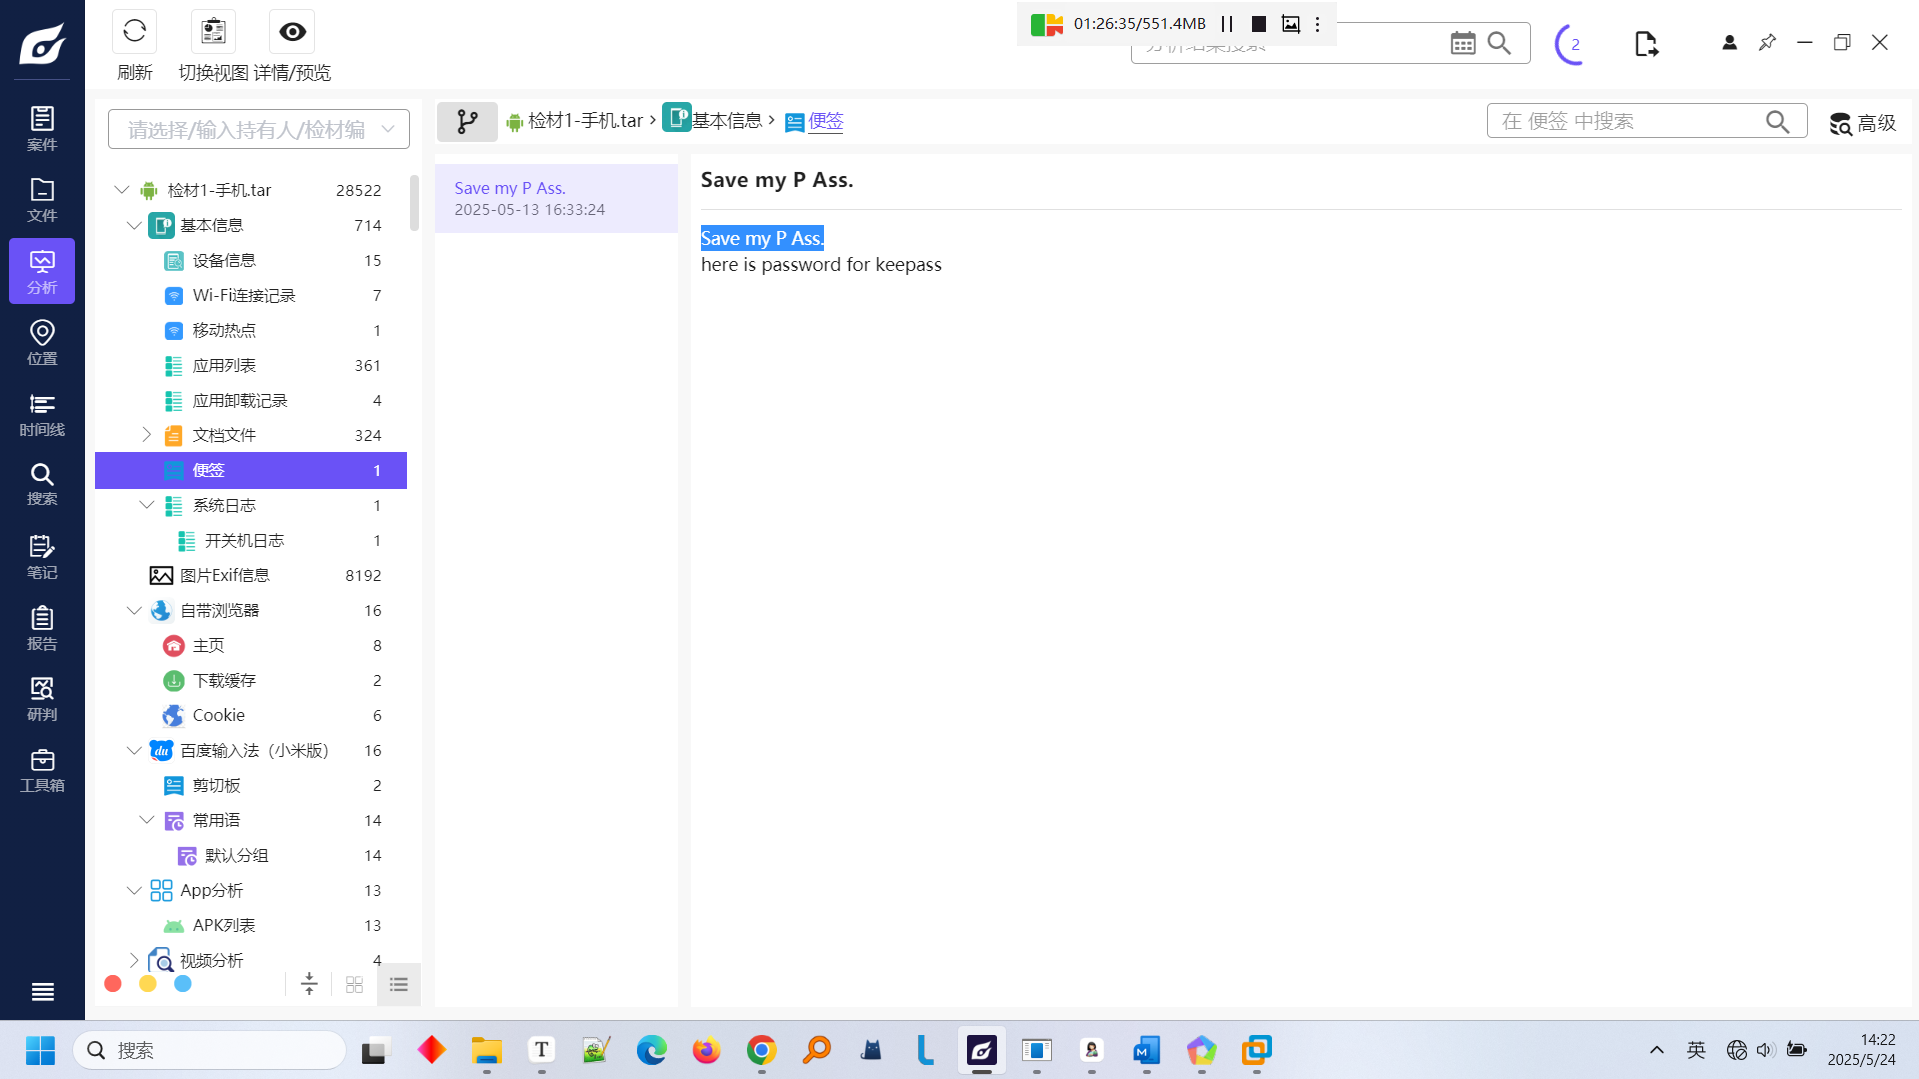 刷新
切换视图
详情/预览
01:26:35/551.4MB
2
案件
文件
分析
位置
时间线
搜索
笔记
报告
研判
工具箱
请选择/输入持有人/检材编
检材1-手机.tar 28522
基本信息 714
设备信息 15
Wi-Fi连接记录 7
移动热点 1
应用列表 361
应用卸载记录 4
文档文件 324
便签 1
系统日志 1
开关机日志 1
图片Exif信息 8192
自带浏览器 16
主页 8
下载缓存 2
Cookie 6
百度输入法（小米版） 16
剪切板 2
常用语 14
默认分组 14
App分析 13
APK列表 13
视频分析 4
检材1-手机.tar › 基本信息 › 便签
在 便签 中搜索
高级
Save my P Ass.
2025-05-13 16:33:24
Save my P Ass.
Save my P Ass.
here is password for keepass
搜索
英
14:22
2025/5/24